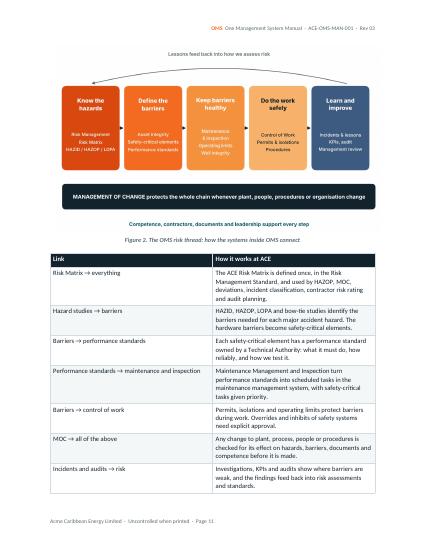 OMS One Management System Manual · ACE-OMS-MAN-001 · Rev 03
Lessons feed back into how we assess risk
Know the
hazards
Risk Management
Risk Matrix
HAZID / HAZOP / LOPA
Define the
barriers
Asset integrity
Safety-critical elements
Performance standards
Keep barriers
healthy
Maintenance
& inspection
Operating limits
Well integrity
Do the work
safely
Control of Work
Permits & isolations
Procedures
Learn and
improve
Incidents & lessons
KPIs, audit
Management review
MANAGEMENT OF CHANGE protects the whole chain whenever plant, people, procedures or organisation change
Competence, contractors, documents and leadership support every step
Figure 2. The OMS risk thread: how the systems inside OMS connect
Link
How it works at ACE
Risk Matrix → everything
The ACE Risk Matrix is defined once, in the Risk
Management Standard, and used by HAZOP, MOC,
deviations, incident classification, contractor risk rating
and audit planning.
Hazard studies → barriers
HAZID, HAZOP, LOPA and bow-tie studies identify the
barriers needed for each major accident hazard. The
hardware barriers become safety-critical elements.
Barriers → performance standards
Each safety-critical element has a performance standard
owned by a Technical Authority: what it must do, how
reliably, and how we test it.
Performance standards → maintenance and inspection
Maintenance Management and Inspection turn
performance standards into scheduled tasks in the
maintenance management system, with safety-critical
tasks given priority.
Barriers → control of work
Permits, isolations and operating limits protect barriers
during work. Overrides and inhibits of safety systems
need explicit approval.
MOC → all of the above
Any change to plant, process, people or procedures is
checked for its effect on hazards, barriers, documents and
competence before it is made.
Incidents and audits → risk
Investigations, KPIs and audits show where barriers are
weak, and the findings feed back into risk assessments
and standards.
Acme Caribbean Energy Limited · Uncontrolled when printed · Page 11